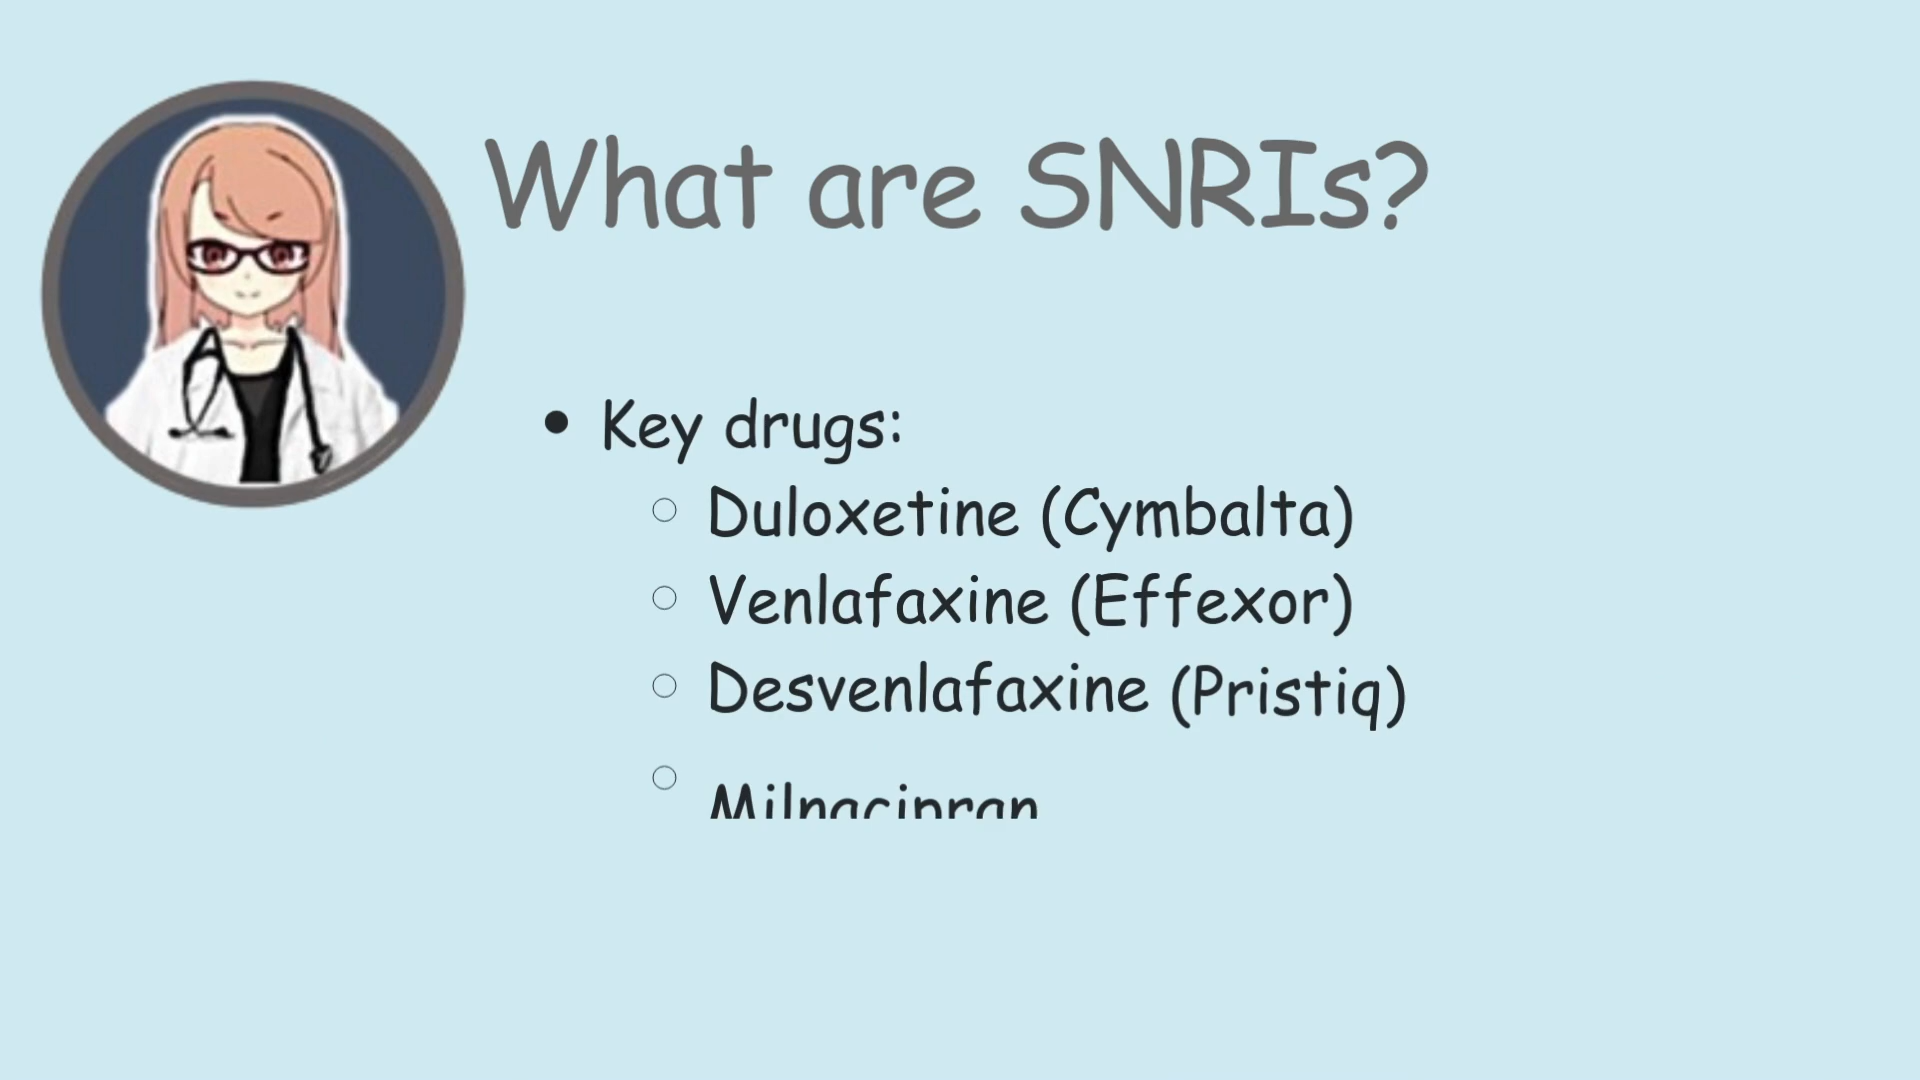 What are SNRIs?
Key drugs:
Duloxetine (Cymbalta)
Venlafaxine (Effexor)
Desvenlafaxine (Pristiq)
Milnacipran